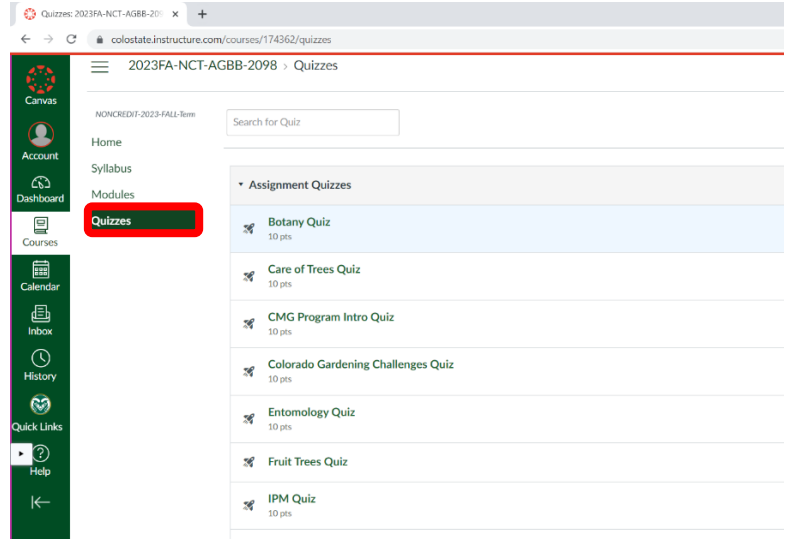 Quizzes: 2023FA-NCT-AGBB-209
colostate.instructure.com/courses/174362/quizzes
2023FA-NCT-AGBB-2098 > Quizzes
Canvas
Account
Dashboard
Courses
Calendar
Inbox
History
Quick Links
Help
NONCREDIT-2023-FALL-Term
Home
Syllabus
Modules
Quizzes
Search for Quiz
Assignment Quizzes
Botany Quiz
10 pts
Care of Trees Quiz
10 pts
CMG Program Intro Quiz
10 pts
Colorado Gardening Challenges Quiz
10 pts
Entomology Quiz
10 pts
Fruit Trees Quiz
IPM Quiz
10 pts